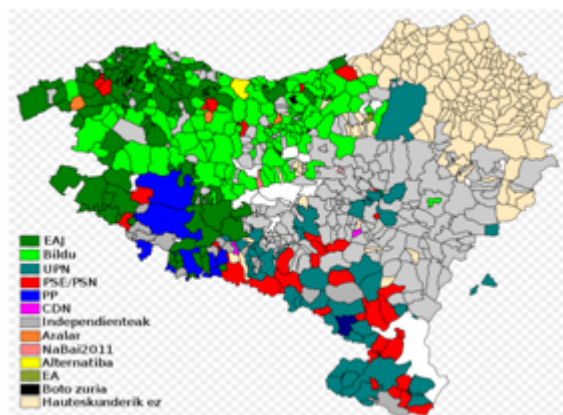 EAJ
Bildu
UPN
PSE/PSN
PP
CDN
Independienteak
Aralar
NaBai2011
Alternatiba
EA
Boto zuria
Hauteskunderik ez